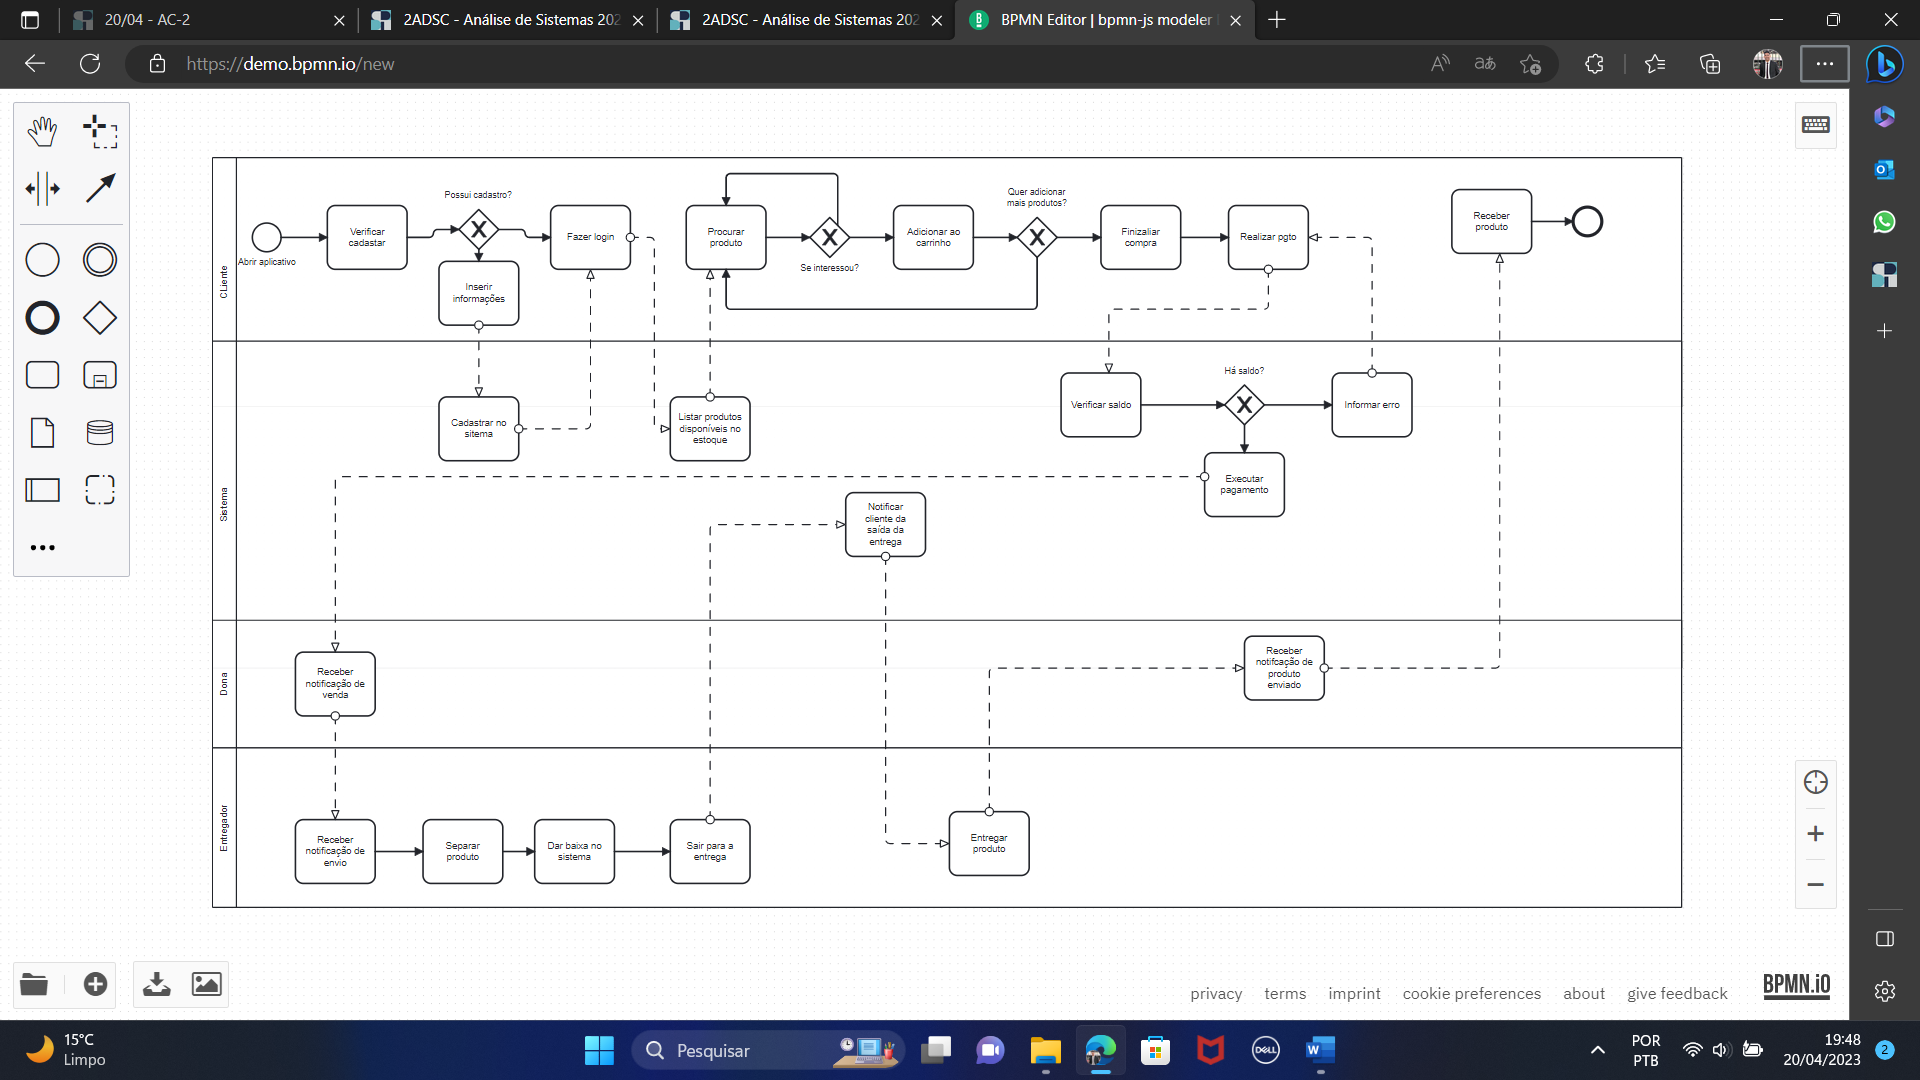 20/04 - AC-2
2ADSC - Análise de Sistemas 202
2ADSC - Análise de Sistemas 202
BPMN Editor | bpmn-js modeler
https://demo.bpmn.io/new
CLiente
Abrir aplicativo
Verificar
cadastar
Possui cadastro?
Inserir
informações
Fazer login
Procurar
produto
Se interessou?
Adicionar ao
carrinho
Quer adicionar
mais produtos?
Finizaliar
compra
Realizar pgto
Receber
produto
Sistema
Cadastrar no
sitema
Listar produtos
disponíveis no
estoque
Verificar saldo
Há saldo?
Informar erro
Executar
pagamento
Notificar
cliente da
saída da
entrega
Dona
Receber
notificação de
venda
Receber
notifcação de
produto
enviado
Entregador
Receber
notificação de
envio
Separar
produto
Dar baixa no
sistema
Sair para a
entrega
Entregar
produto
privacy
terms
imprint
cookie preferences
about
give feedback
BPMN.iO
15°C
Limpo
Pesquisar
DELL
W
POR
PTB
19:48
20/04/2023
2